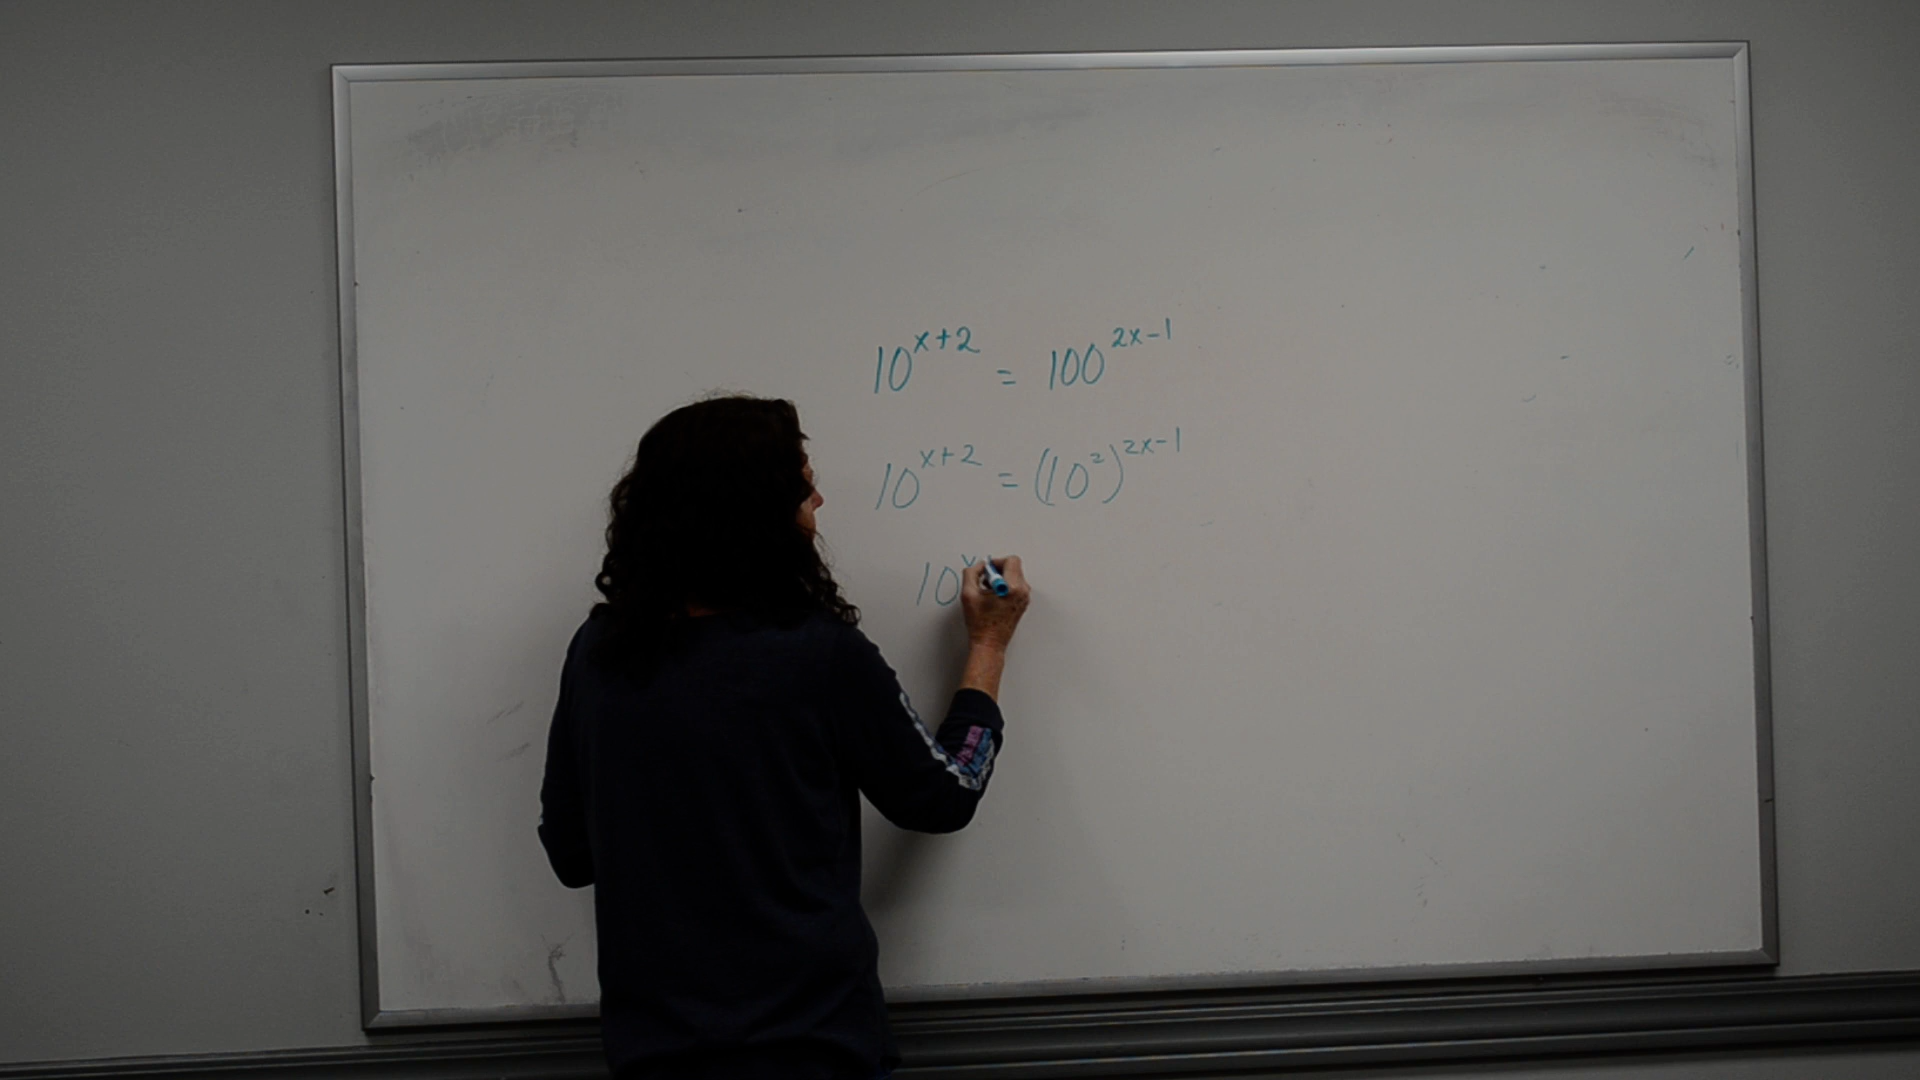 10^{x+2} = 100^{2x-1}
10^{x+2} = (10^2)^{2x-1}
10^x